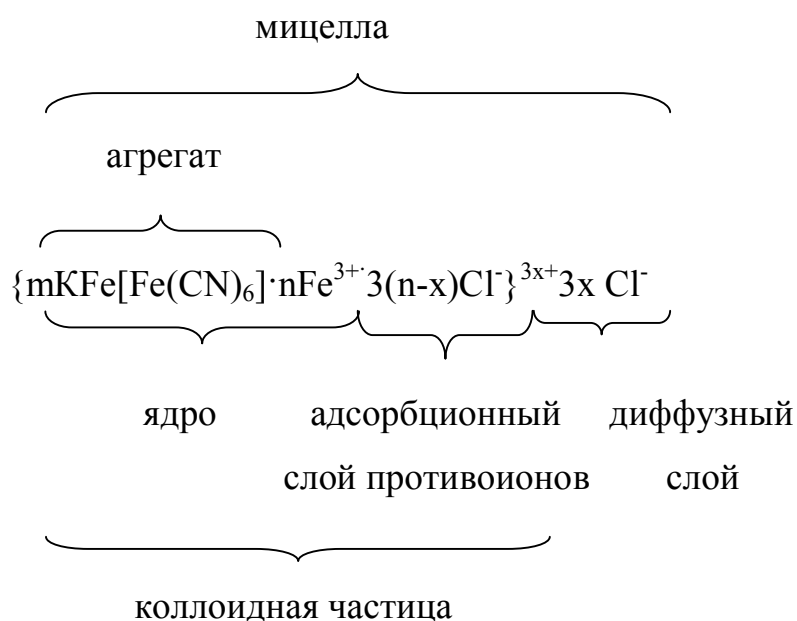 мицелла
агрегат
{mKFe[Fe(CN)₆]·nFe³⁺·3(n-x)Cl⁻}³ˣ⁺3x Cl⁻
ядро адсорбционный диффузный
слой противоионов слой
коллоидная частица